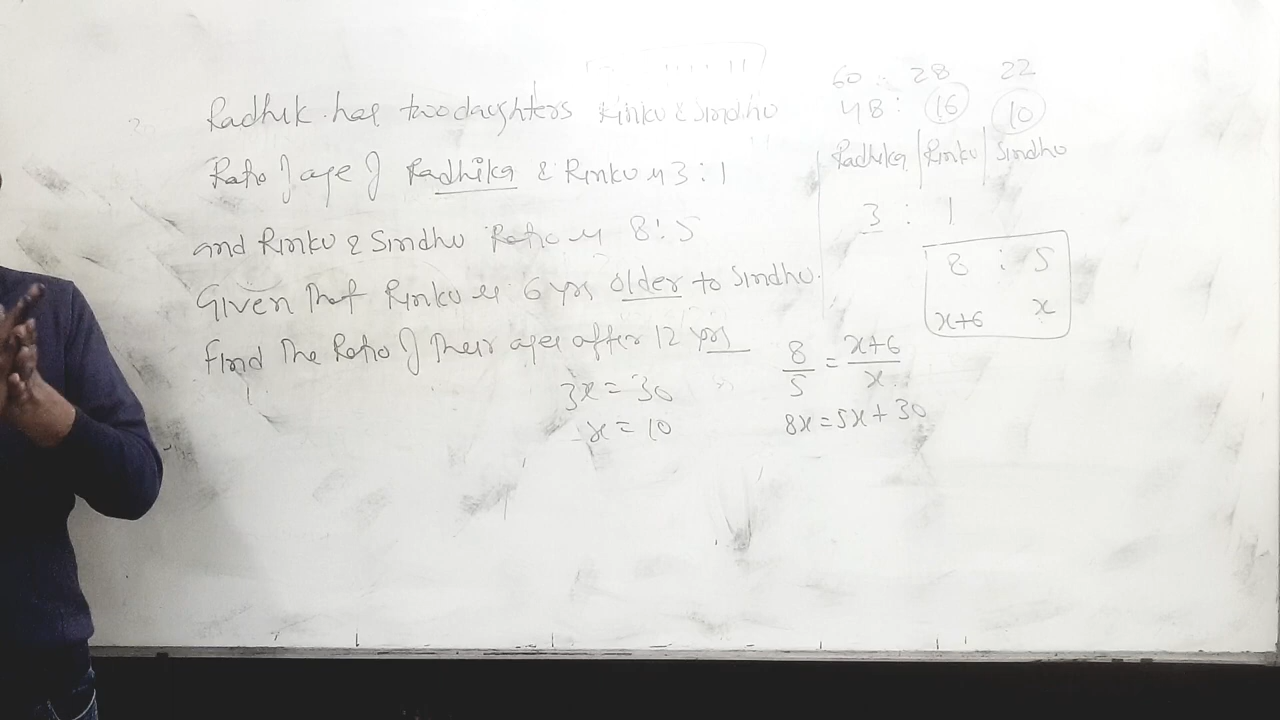 Radhik has two daughters Rinku & Sindhu
Ratio of age of Radhika & Rinku is 3 : 1
and Rinku & Sindhu Ratio is 8 : 5
Given that Rinku is 6 yrs older to Sindhu.
Find The Ratio of Their ages after 12 yrs
3x = 30
x = 10
60 : 28 22
48 : 16 10
Radhika | Rinku | Sindhu
3 : 1
8 : 5
x+6 x
8/5 = x+6/x
8x = 5x + 30